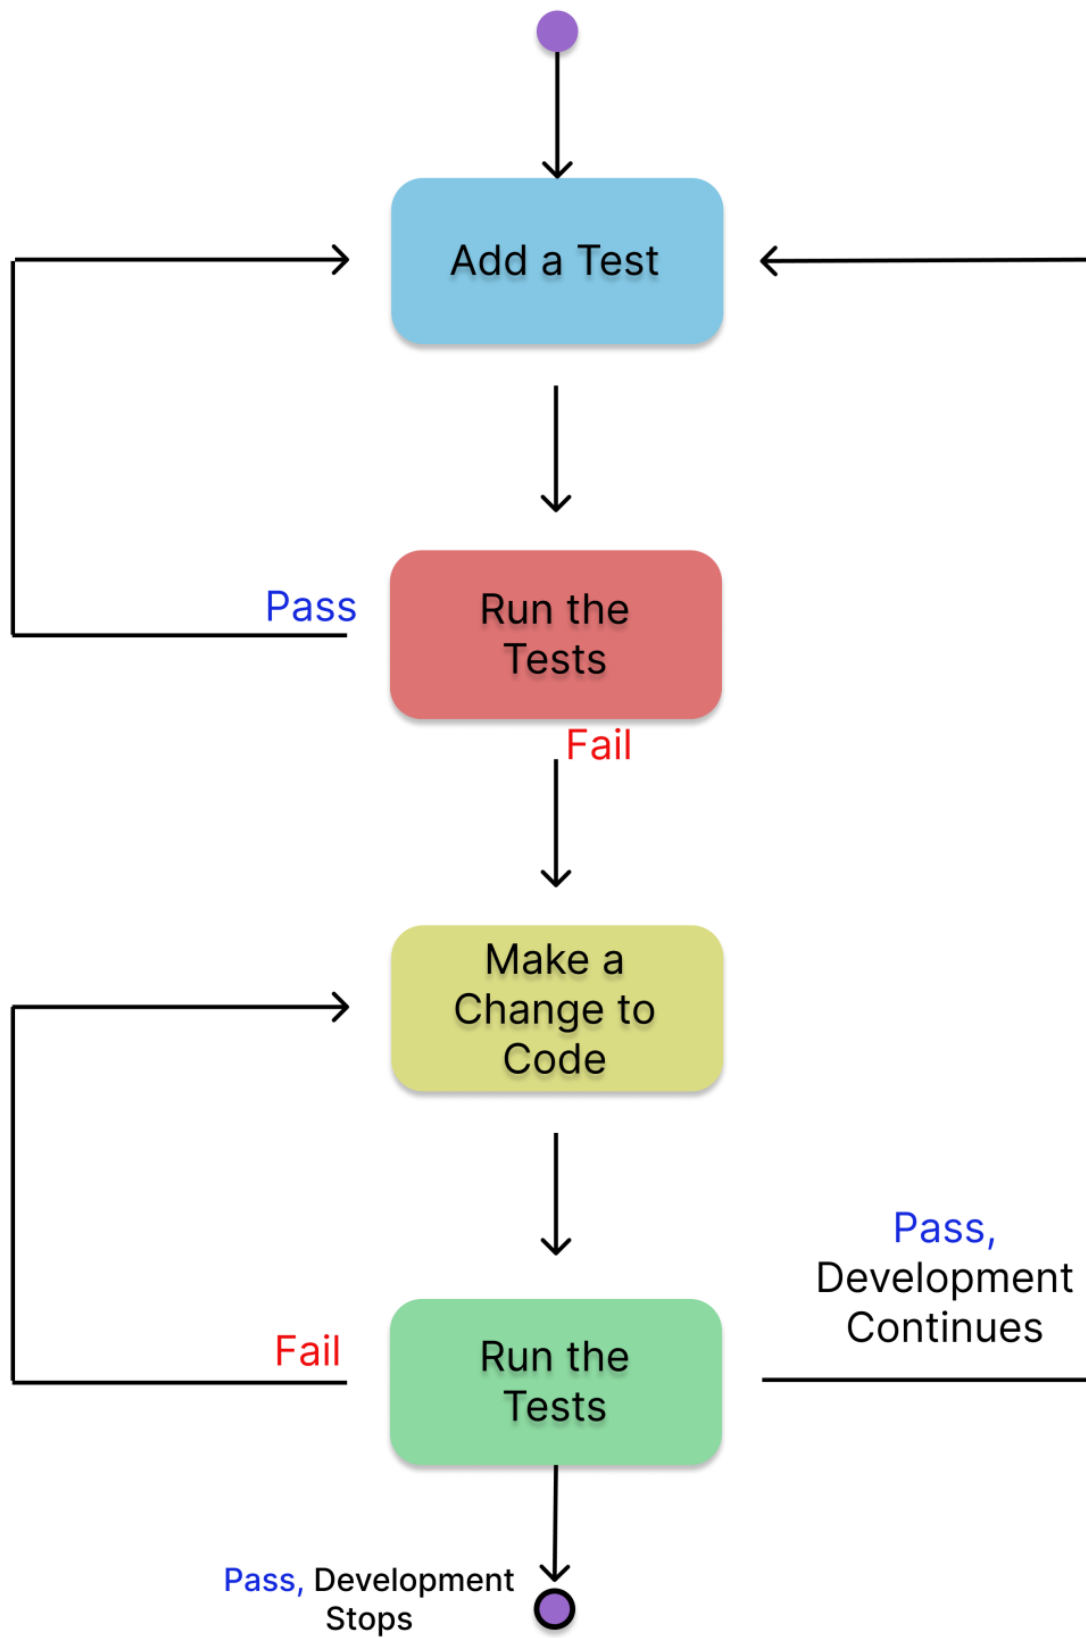 Add a Test
Pass
Run the
Tests
Fail
Make a
Change to
Code
Pass,
Development
Continues
Fail
Run the
Tests
Pass, Development
Stops